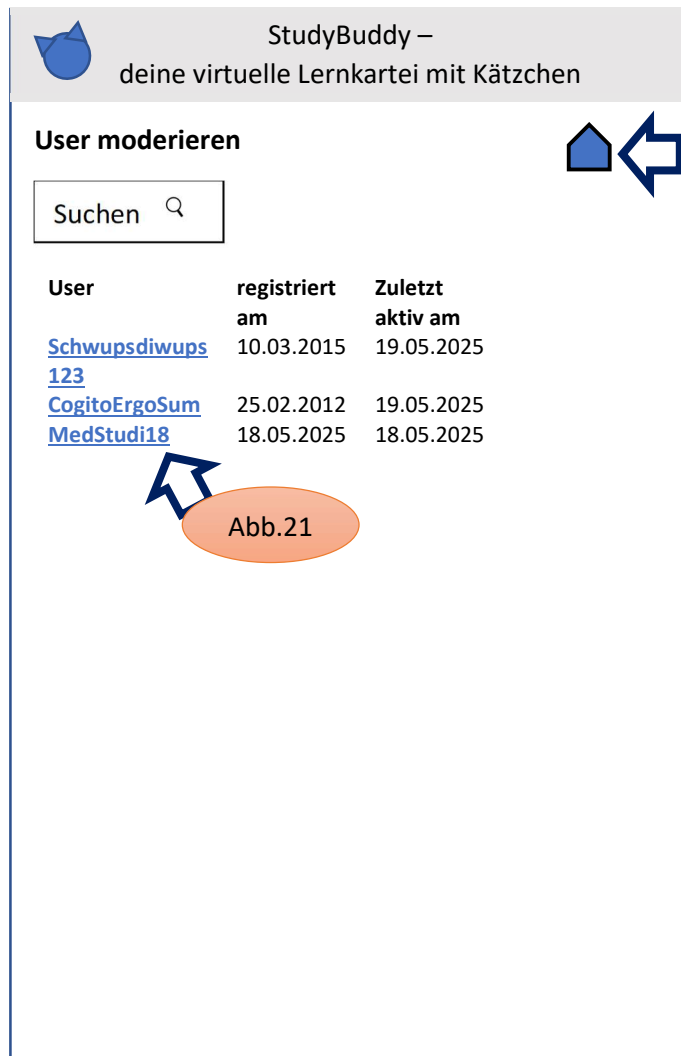 StudyBuddy –
deine virtuelle Lernkartei mit Kätzchen
User moderieren
Suchen
User registriert Zuletzt
am aktiv am
Schwupsdiwups 10.03.2015 19.05.2025
123
CogitoErgoSum 25.02.2012 19.05.2025
MedStudi18 18.05.2025 18.05.2025
Abb.21